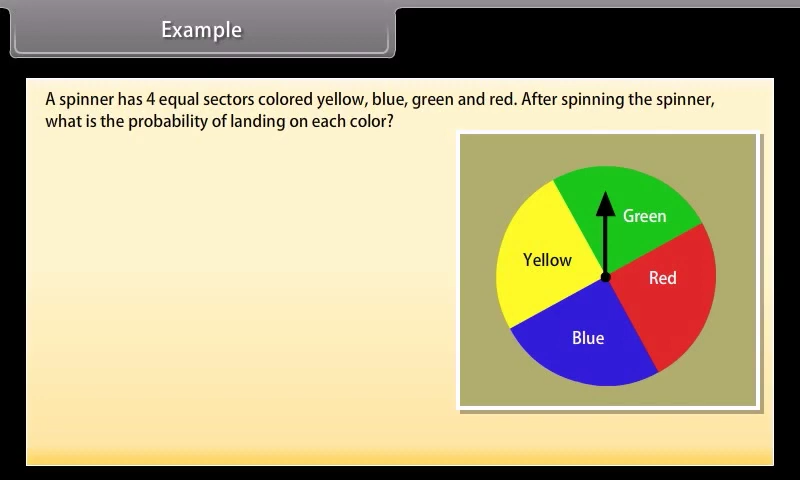 Example
A spinner has 4 equal sectors colored yellow, blue, green and red. After spinning the spinner,
what is the probability of landing on each color?
Green
Yellow
Red
Blue